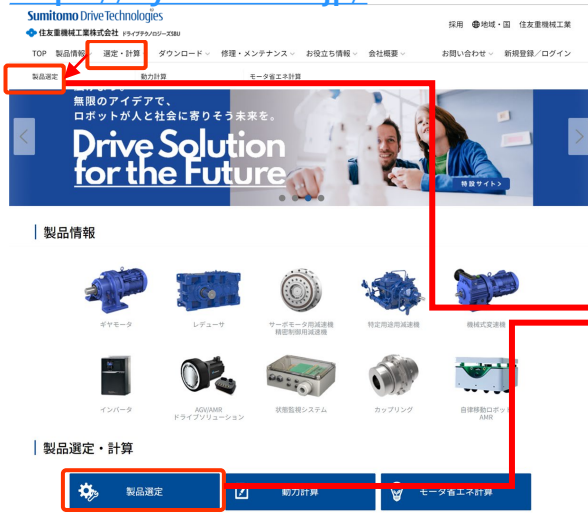 Sumitomo Drive Technologies
住友重機械工業株式会社 ドライブテクノロジーズSBU
採用 地域・国 住友重機械工業
TOP 製品情報 選定・計算 ダウンロード 修理・メンテナンス お役立ち情報 会社概要 お問い合わせ 新規登録／ログイン
製品選定 動力計算 モータ省エネ計算
無限のアイデアで、
ロボットが人と社会に寄りそう未来を。
Drive Solution
for the Future
特設サイト>
製品情報
ギヤモータ レデューサ サーボモータ用減速機 特定用途用減速機 機械式変速機
精密制御用減速機
インバータ AGV/AMR 状態監視システム カップリング 自律移動ロボット
ドライブソリューション AMR
製品選定・計算
製品選定 動力計算 モータ省エネ計算